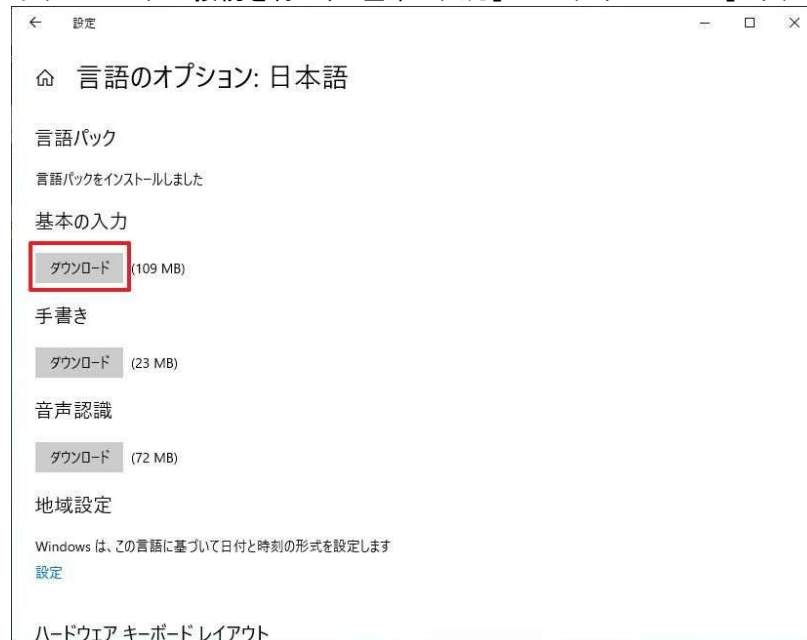 設定
言語のオプション: 日本語
言語パック
言語パックをインストールしました
基本の入力
ダウンロード (109 MB)
手書き
ダウンロード (23 MB)
音声認識
ダウンロード (72 MB)
地域設定
Windows は、この言語に基づいて日付と時刻の形式を設定します
設定
ハードウェア キーボード レイアウト